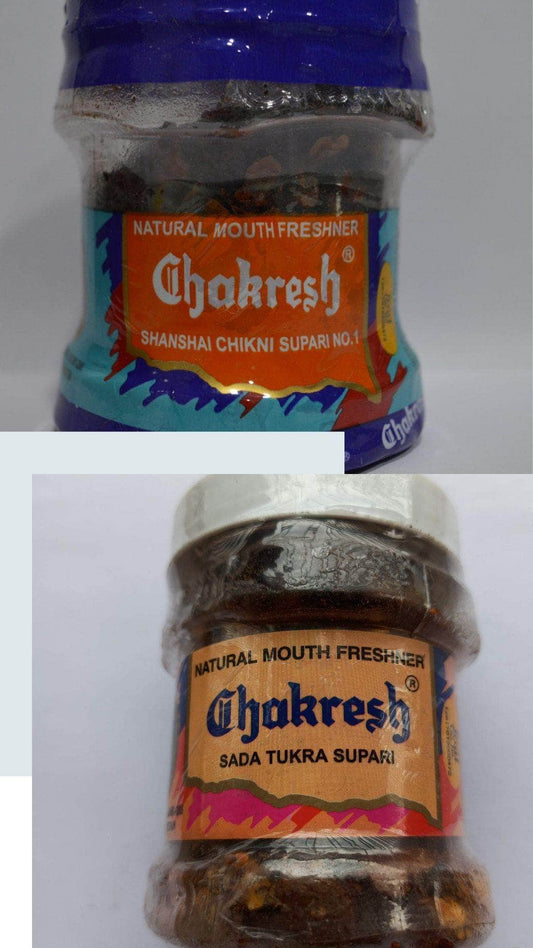 NATURAL MOUTH FRESHNER
Chakresh®
SHANSHAI CHIKNI SUPARI NO.1
®
NATURAL MOUTH FRESHNER
Chakresh®
SADA TUKRA SUPARI